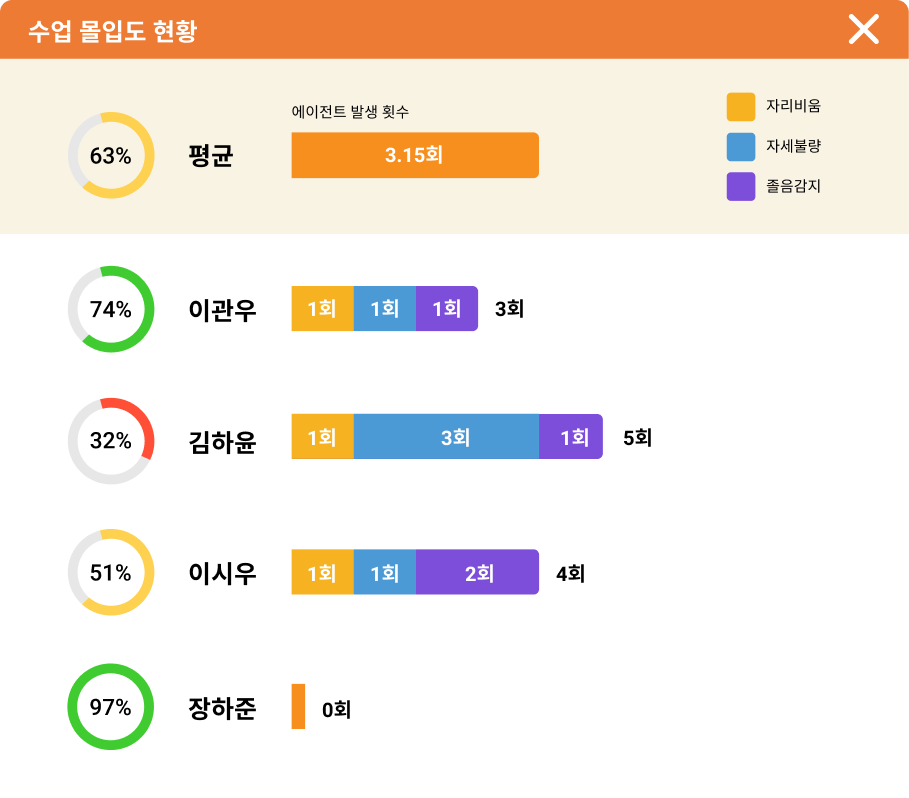 수업 몰입도 현황
에이전트 발생 횟수
63% 평균 3.15회
자리비움
자세불량
졸음감지
74% 이관우 1회 1회 1회 3회
32% 김하윤 1회 3회 1회 5회
51% 이시우 1회 1회 2회 4회
97% 장하준 0회